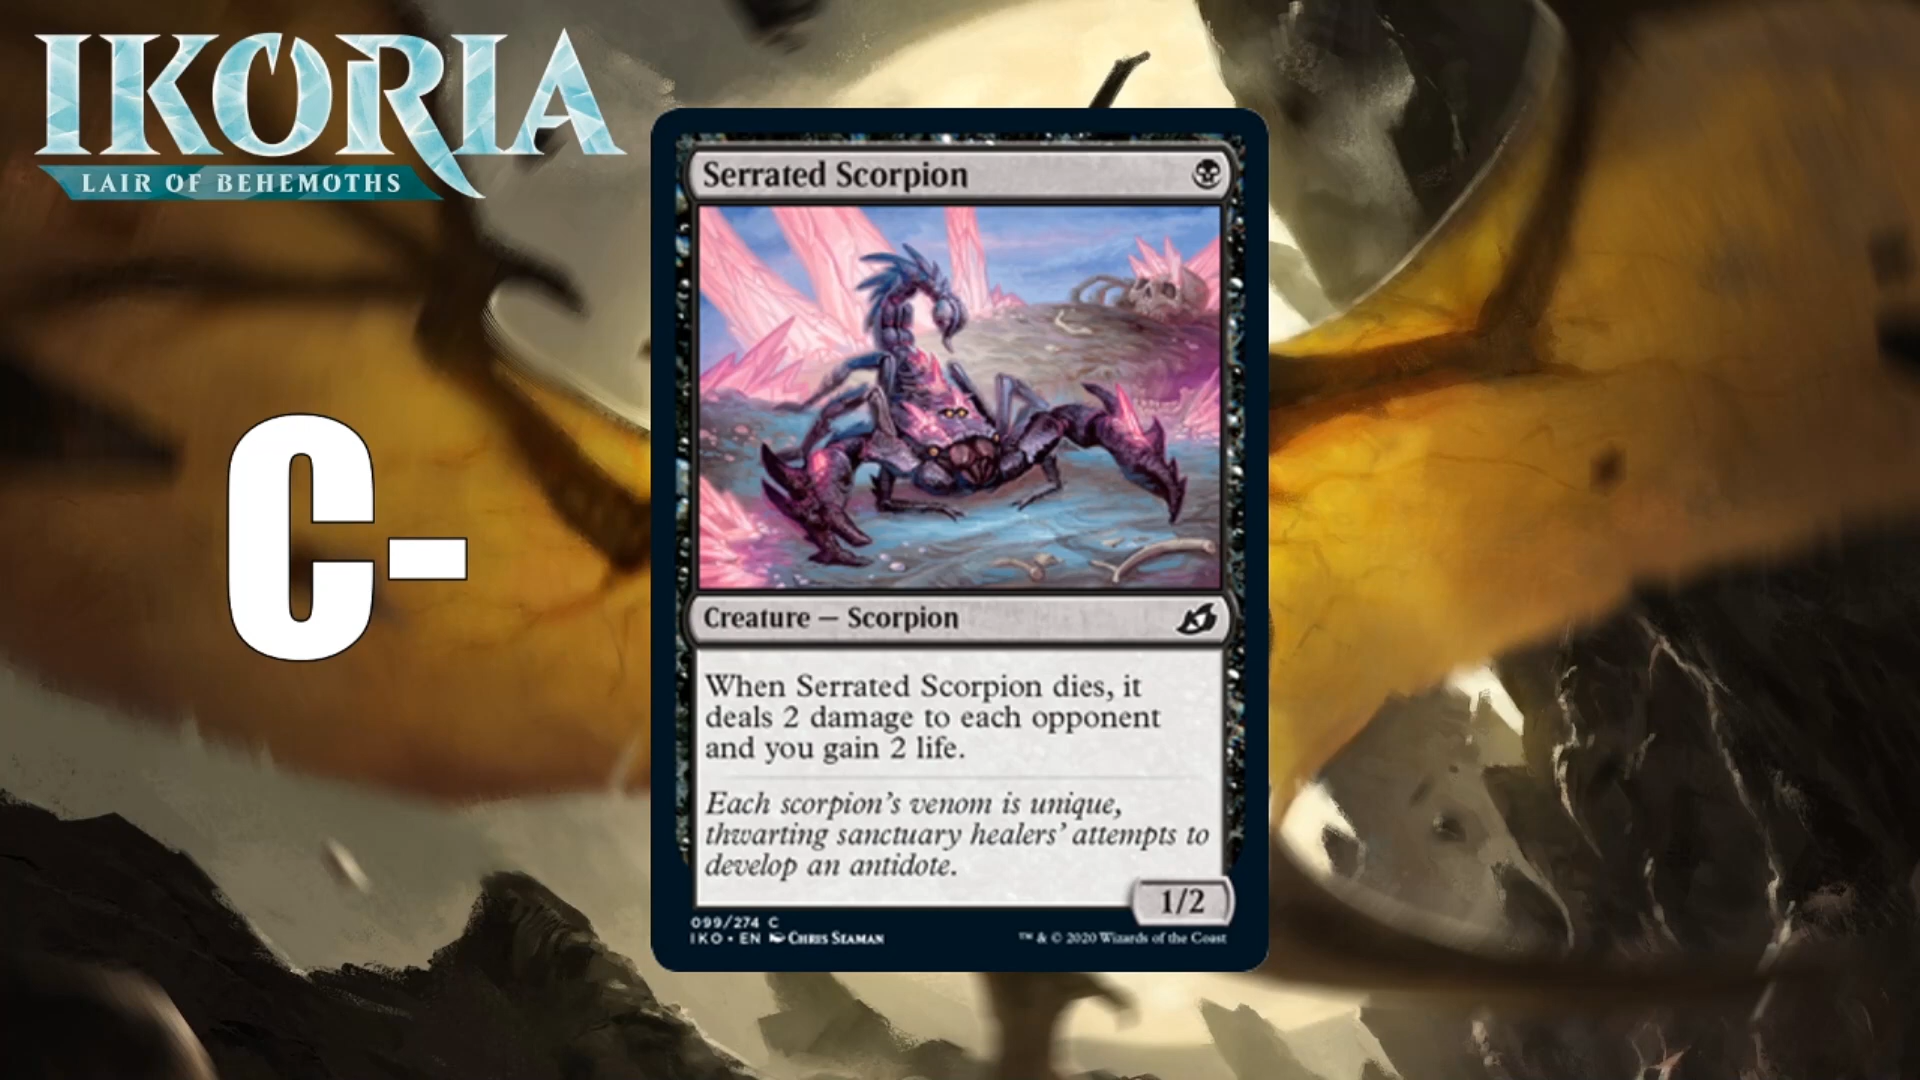 IKORIA
LAIR OF BEHEMOTHS
C-
Serrated Scorpion
Creature — Scorpion
When Serrated Scorpion dies, it
deals 2 damage to each opponent
and you gain 2 life.
Each scorpion's venom is unique,
thwarting sanctuary healers' attempts to
develop an antidote.
1/2
099/274 C
IKO • EN Chris Seaman
™ & © 2020 Wizards of the Coast